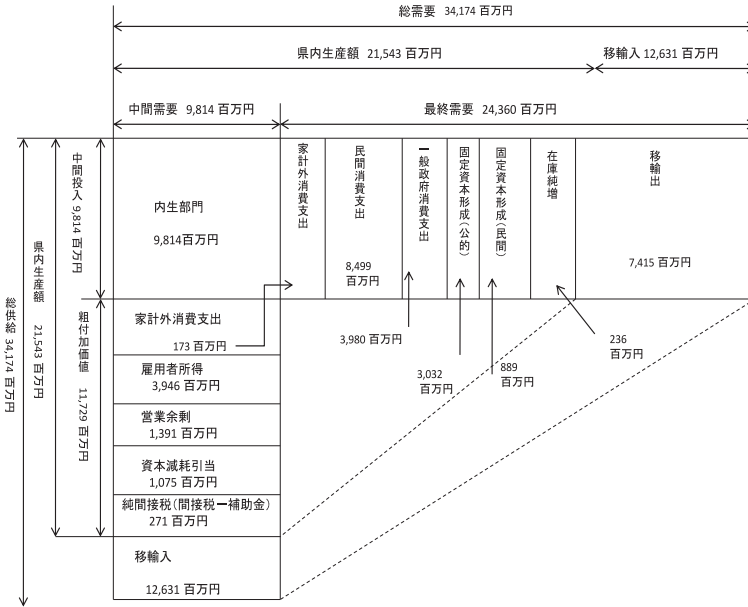 総需要 34,174 百万円
県内生産額 21,543 百万円
移輸入 12,631 百万円
中間需要 9,814 百万円
最終需要 24,360 百万円
総供給 34,174 百万円
県内生産額 21,543 百万円
中間投入 9,814 百万円
粗付加価値 11,729 百万円
内生部門
9,814百万円
家計外消費支出
民間消費支出
8,499
百万円
一般政府消費支出
固定資本形成(公的)
固定資本形成(民間)
在庫純増
移輸出
7,415 百万円
家計外消費支出
173 百万円
3,980 百万円
3,032
百万円
889
百万円
236
百万円
雇用者所得
3,946 百万円
営業余剰
1,391 百万円
資本減耗引当
1,075 百万円
純間接税(間接税ー補助金)
271 百万円
移輸入
12,631 百万円